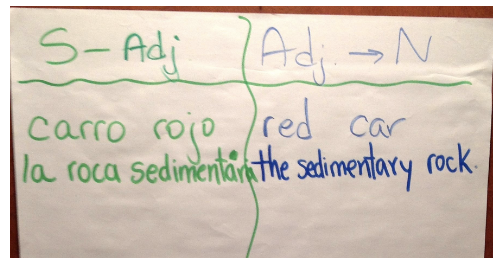 S - Adj
Adj. → N
carro rojo
red car
la roca sedimentaria
the sedimentary rock.